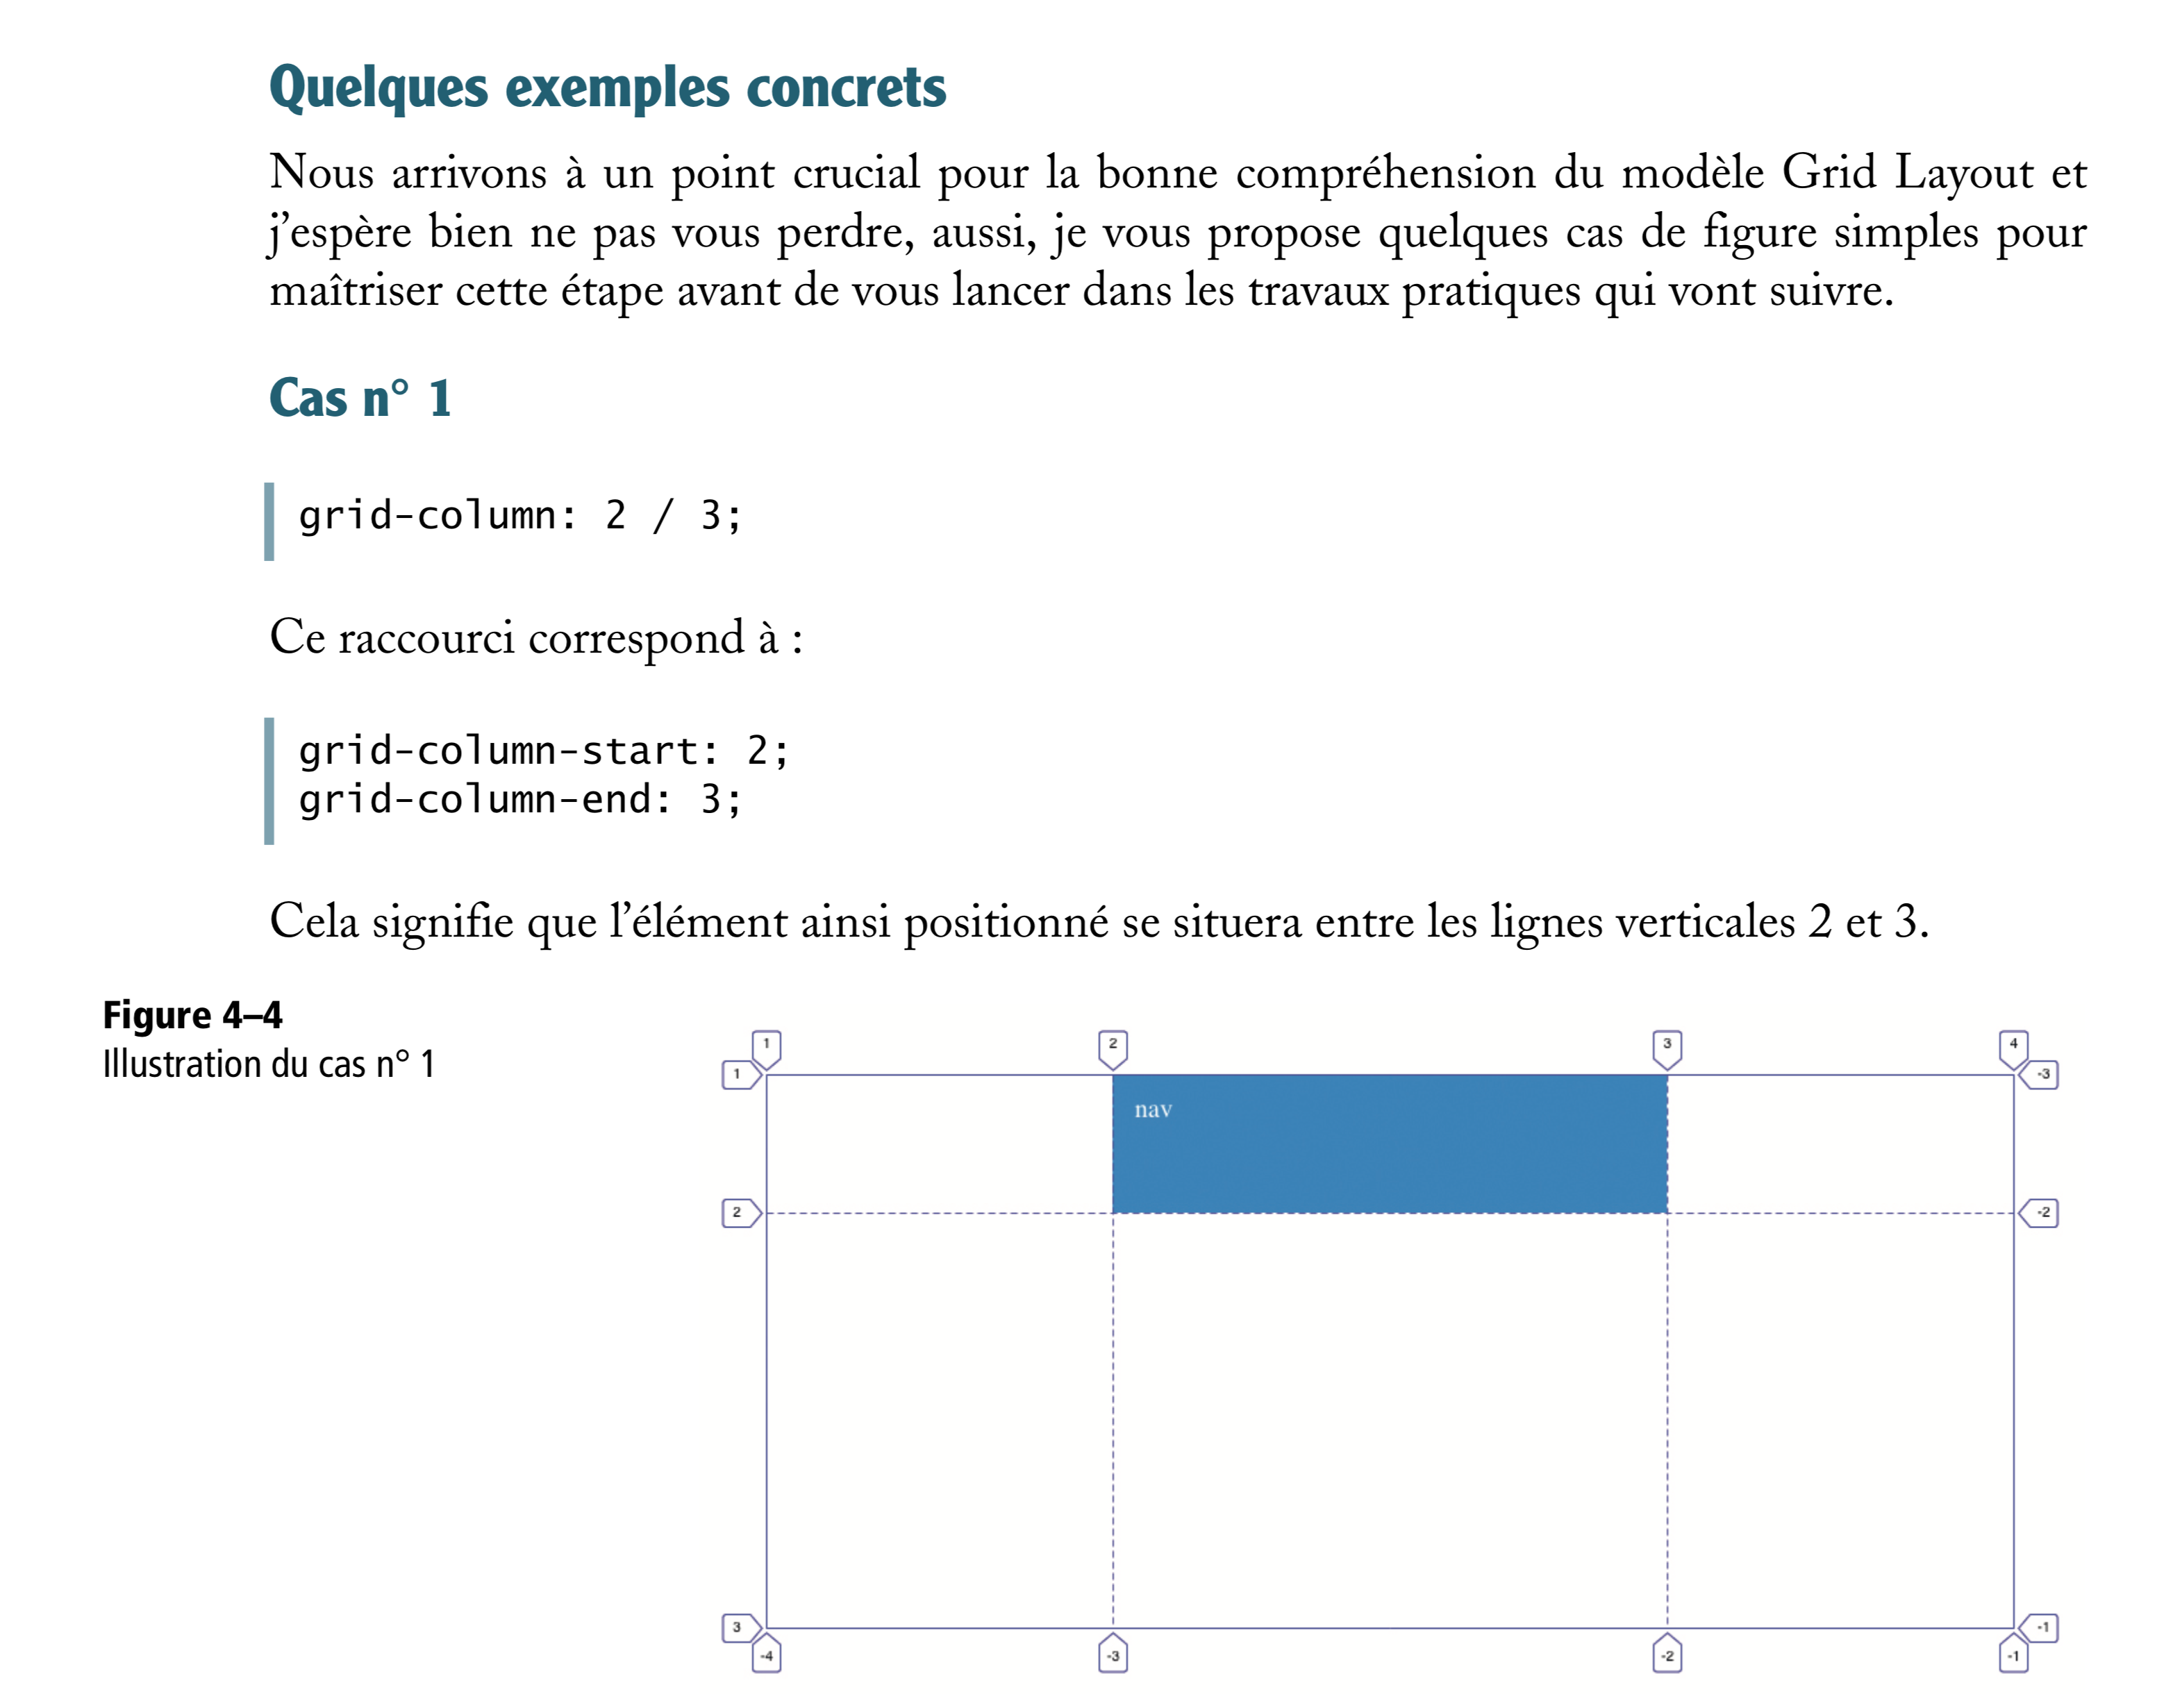 Quelques exemples concrets
Nous arrivons à un point crucial pour la bonne compréhension du modèle Grid Layout et
j’espère bien ne pas vous perdre, aussi, je vous propose quelques cas de figure simples pour
maîtriser cette étape avant de vous lancer dans les travaux pratiques qui vont suivre.
Cas n° 1
grid-column: 2 / 3;
Ce raccourci correspond à :
grid-column-start: 2;
grid-column-end: 3;
Cela signifie que l’élément ainsi positionné se situera entre les lignes verticales 2 et 3.
Figure 4–4
Illustration du cas n° 1
1 2 3 4
1 -3
nav
2 -2
3 -1
-4 -3 -2 -1